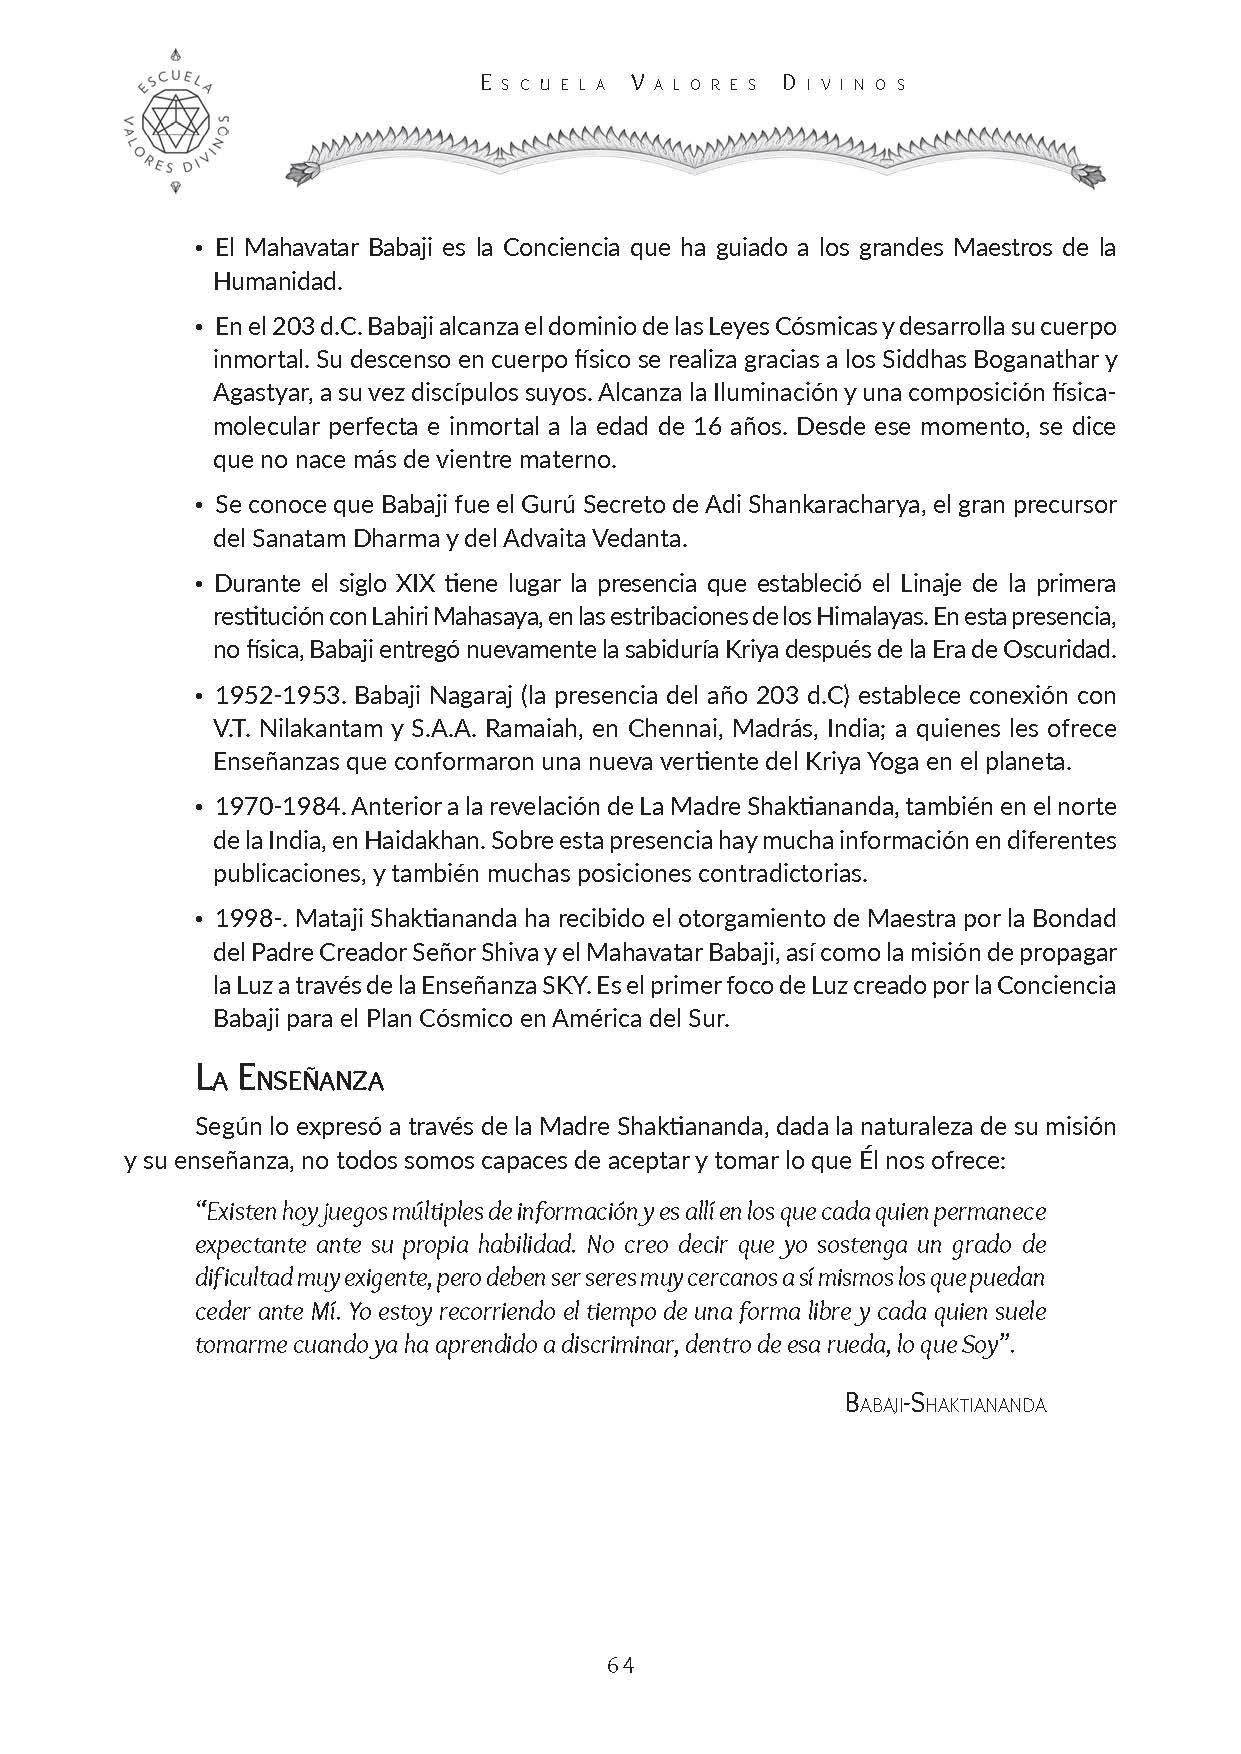 ESCUELA VALORES DIVINOS
Escuela Valores Divinos
• El Mahavatar Babaji es la Conciencia que ha guiado a los grandes Maestros de la
Humanidad.
• En el 203 d.C. Babaji alcanza el dominio de las Leyes Cósmicas y desarrolla su cuerpo
inmortal. Su descenso en cuerpo físico se realiza gracias a los Siddhas Boganathar y
Agastyar, a su vez discípulos suyos. Alcanza la Iluminación y una composición física-
molecular perfecta e inmortal a la edad de 16 años. Desde ese momento, se dice
que no nace más de vientre materno.
• Se conoce que Babaji fue el Gurú Secreto de Adi Shankaracharya, el gran precursor
del Sanatam Dharma y del Advaita Vedanta.
• Durante el siglo XIX tiene lugar la presencia que estableció el Linaje de la primera
restitución con Lahiri Mahasaya, en las estribaciones de los Himalayas. En esta presencia,
no física, Babaji entregó nuevamente la sabiduría Kriya después de la Era de Oscuridad.
• 1952-1953. Babaji Nagaraj (la presencia del año 203 d.C) establece conexión con
V.T. Nilakantam y S.A.A. Ramaiah, en Chennai, Madrás, India; a quienes les ofrece
Enseñanzas que conformaron una nueva vertiente del Kriya Yoga en el planeta.
• 1970-1984. Anterior a la revelación de La Madre Shaktiananda, también en el norte
de la India, en Haidakhan. Sobre esta presencia hay mucha información en diferentes
publicaciones, y también muchas posiciones contradictorias.
• 1998-. Mataji Shaktiananda ha recibido el otorgamiento de Maestra por la Bondad
del Padre Creador Señor Shiva y el Mahavatar Babaji, así como la misión de propagar
la Luz a través de la Enseñanza SKY. Es el primer foco de Luz creado por la Conciencia
Babaji para el Plan Cósmico en América del Sur.
La Enseñanza
Según lo expresó a través de la Madre Shaktiananda, dada la naturaleza de su misión
y su enseñanza, no todos somos capaces de aceptar y tomar lo que Él nos ofrece:
“Existen hoy juegos múltiples de información y es allí en los que cada quien permanece
expectante ante su propia habilidad. No creo decir que yo sostenga un grado de
dificultad muy exigente, pero deben ser seres muy cercanos a sí mismos los que puedan
ceder ante Mí. Yo estoy recorriendo el tiempo de una forma libre y cada quien suele
tomarme cuando ya ha aprendido a discriminar, dentro de esa rueda, lo que Soy”.
Babaji-Shaktiananda
64